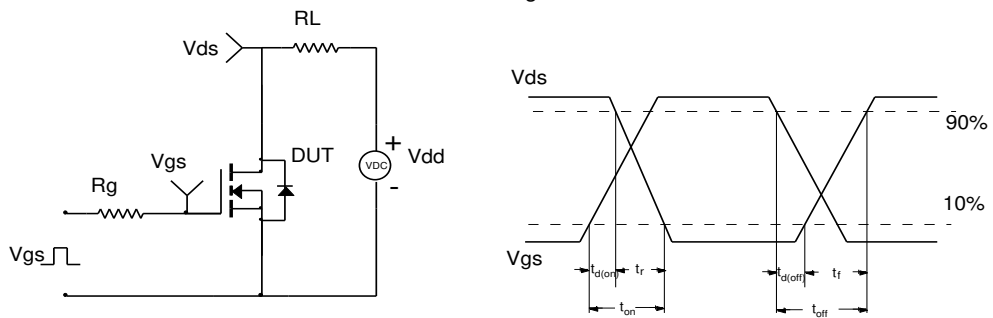 RL
Vds
+
VDC
Vdd
-
DUT
Vgs
Rg
Vgs
Vds
90%
10%
Vgs
td(on)
tr
td(off)
tf
ton
toff